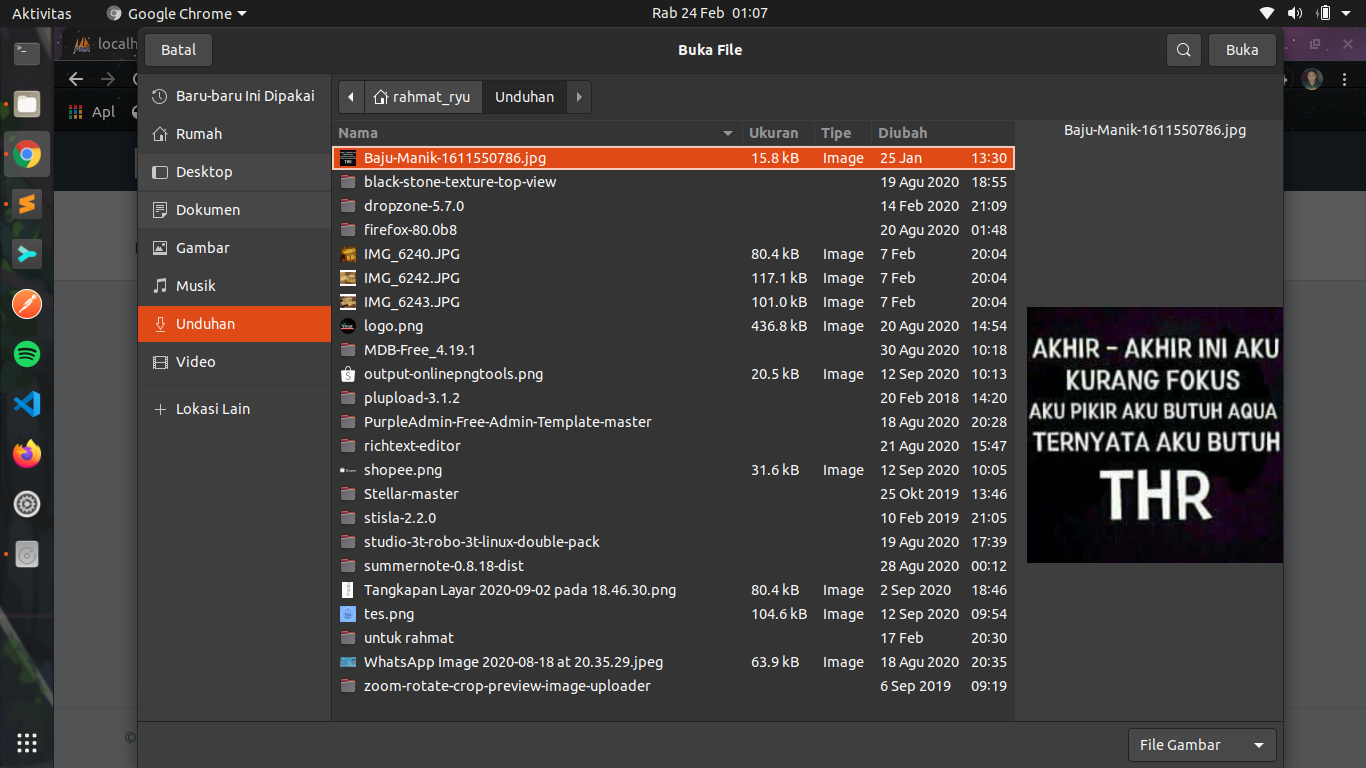 Aktivitas Google Chrome Rab 24 Feb 01:07
localh
Batal Buka File Buka
Apl
Baru-baru Ini Dipakai
Rumah
Desktop
Dokumen
Gambar
Musik
Unduhan
Video
Lokasi Lain
rahmat_ryu Unduhan
Nama Ukuran Tipe Diubah
Baju-Manik-1611550786.jpg 15.8 kB Image 25 Jan 13:30
black-stone-texture-top-view 19 Agu 2020 18:55
dropzone-5.7.0 14 Feb 2020 21:09
firefox-80.0b8 20 Agu 2020 01:48
IMG_6240.JPG 80.4 kB Image 7 Feb 20:04
IMG_6242.JPG 117.1 kB Image 7 Feb 20:04
IMG_6243.JPG 101.0 kB Image 7 Feb 20:04
logo.png 436.8 kB Image 20 Agu 2020 14:54
MDB-Free_4.19.1 30 Agu 2020 10:18
output-onlinepngtools.png 20.5 kB Image 12 Sep 2020 10:13
plupload-3.1.2 20 Feb 2018 14:20
PurpleAdmin-Free-Admin-Template-master 18 Agu 2020 20:28
richtext-editor 21 Agu 2020 15:47
shopee.png 31.6 kB Image 12 Sep 2020 10:05
Stellar-master 25 Okt 2019 13:46
stisla-2.2.0 10 Feb 2019 21:05
studio-3t-robo-3t-linux-double-pack 19 Agu 2020 17:39
summernote-0.8.18-dist 28 Agu 2020 00:12
Tangkapan Layar 2020-09-02 pada 18.46.30.png 80.4 kB Image 2 Sep 2020 18:46
tes.png 104.6 kB Image 12 Sep 2020 09:54
untuk rahmat 17 Feb 20:30
WhatsApp Image 2020-08-18 at 20.35.29.jpeg 63.9 kB Image 18 Agu 2020 20:35
zoom-rotate-crop-preview-image-uploader 6 Sep 2019 09:19
Baju-Manik-1611550786.jpg
AKHIR - AKHIR INI AKU
KURANG FOKUS
AKU PIKIR AKU BUTUH AQUA
TERNYATA AKU BUTUH
THR
©
File Gambar